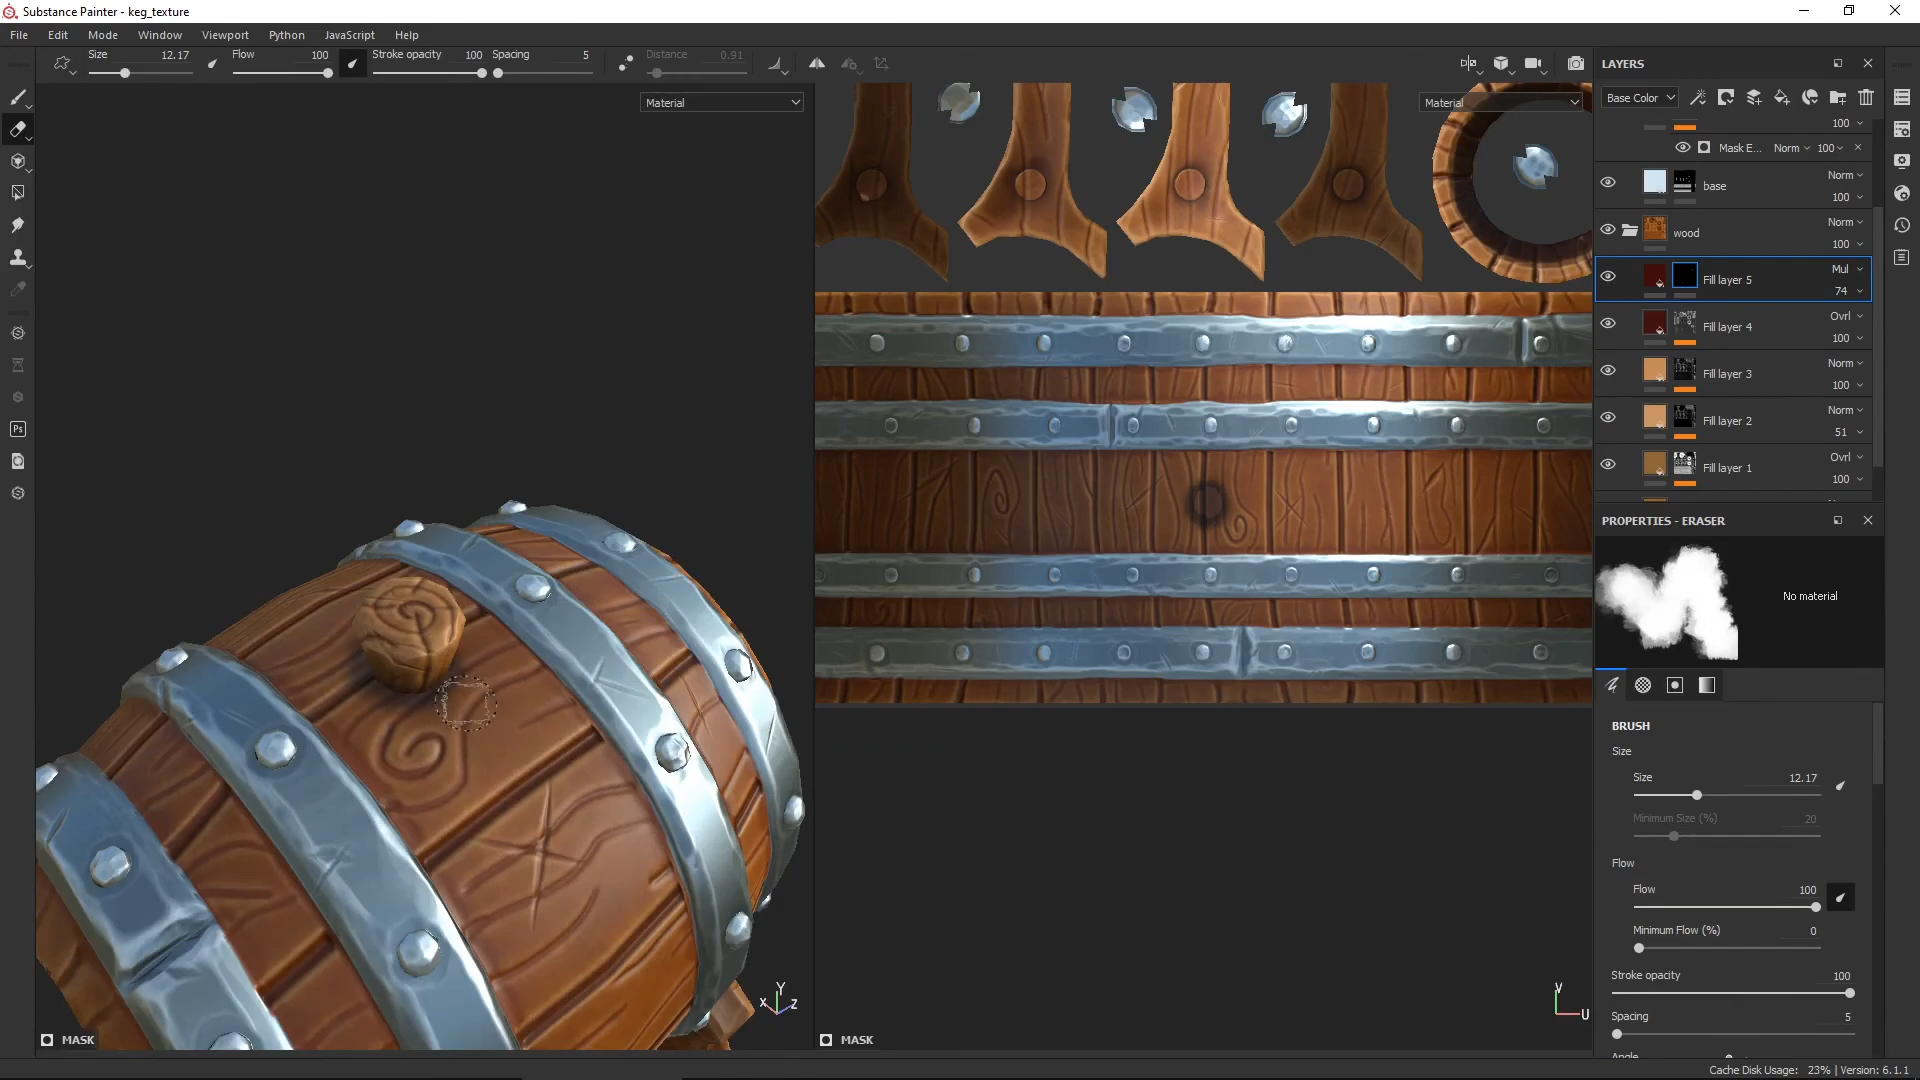 Substance Painter - keg_texture
File Edit Mode Window Viewport Python JavaScript Help
Size 12.17 Flow 100 Stroke opacity 100 Spacing 5 Distance 0.91
Material
Material
MASK
MASK
Y
X
Z
V
U
Ps
LAYERS
Base Color
100
Mask E... Norm 100
Norm
base
100
Norm
wood
100
Mul
Fill layer 5
74
Ovrl
Fill layer 4
100
Norm
Fill layer 3
100
Norm
Fill layer 2
51
Ovrl
Fill layer 1
100
PROPERTIES - ERASER
No material
BRUSH
Size
Size 12.17
Minimum Size (%) 20
Flow
Flow 100
Minimum Flow (%) 0
Stroke opacity 100
Spacing 5
Angle
Cache Disk Usage: 23% | Version: 6.1.1